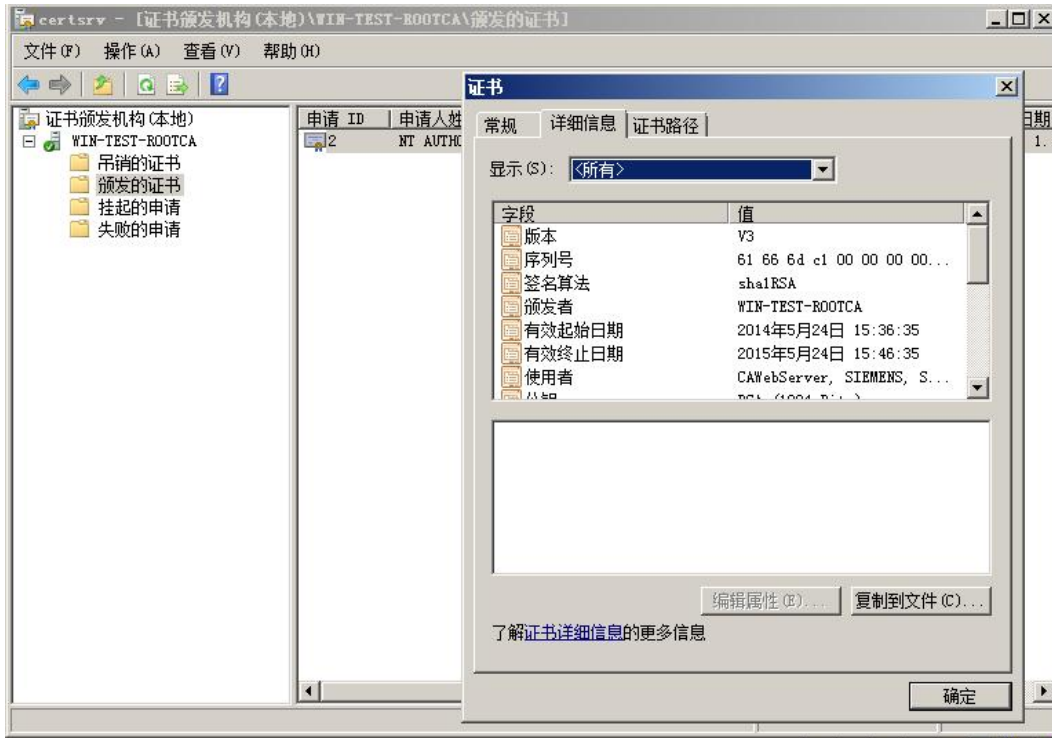 certsrv - [证书颁发机构(本地)\WIN-TEST-ROOTCA\颁发的证书]
文件(F) 操作(A) 查看(V) 帮助(H)
证书颁发机构(本地)
WIN-TEST-ROOTCA
吊销的证书
颁发的证书
挂起的申请
失败的申请
申请 ID 申请人姓
2 NT AUTHO
日期
1.
证书
常规 详细信息 证书路径
显示(S): <所有>
字段 值
版本 V3
序列号 61 66 6d c1 00 00 00 00...
签名算法 sha1RSA
颁发者 WIN-TEST-ROOTCA
有效起始日期 2014年5月24日 15:36:35
有效终止日期 2015年5月24日 15:46:35
使用者 CAWebServer, SIEMENS, S...
编辑属性(E)... 复制到文件(C)...
了解证书详细信息的更多信息
确定